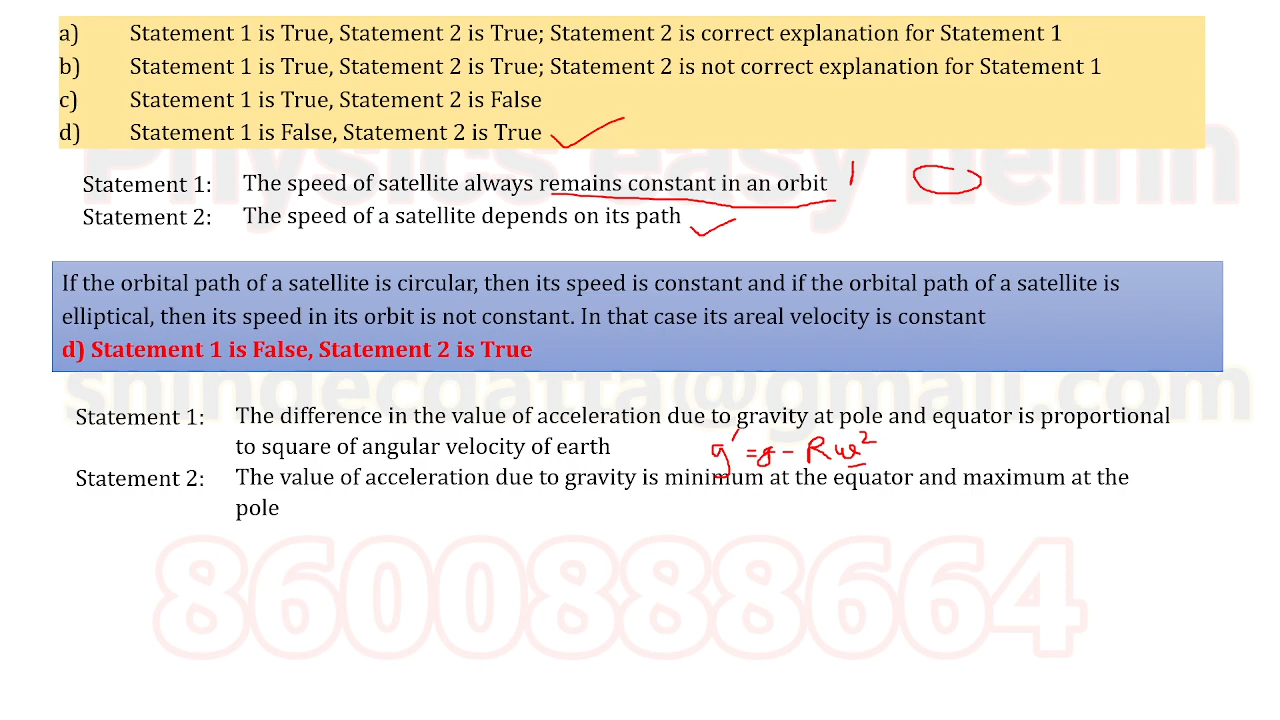 a) Statement 1 is True, Statement 2 is True; Statement 2 is correct explanation for Statement 1
b) Statement 1 is True, Statement 2 is True; Statement 2 is not correct explanation for Statement 1
c) Statement 1 is True, Statement 2 is False
d) Statement 1 is False, Statement 2 is True
Physics easy heinn
Statement 1: The speed of satellite always remains constant in an orbit
Statement 2: The speed of a satellite depends on its path
If the orbital path of a satellite is circular, then its speed is constant and if the orbital path of a satellite is
elliptical, then its speed in its orbit is not constant. In that case its areal velocity is constant
d) Statement 1 is False, Statement 2 is True
Statement 1: The difference in the value of acceleration due to gravity at pole and equator is proportional
to square of angular velocity of earth
g' = g - Rω²
Statement 2: The value of acceleration due to gravity is minimum at the equator and maximum at the
pole
8600888664